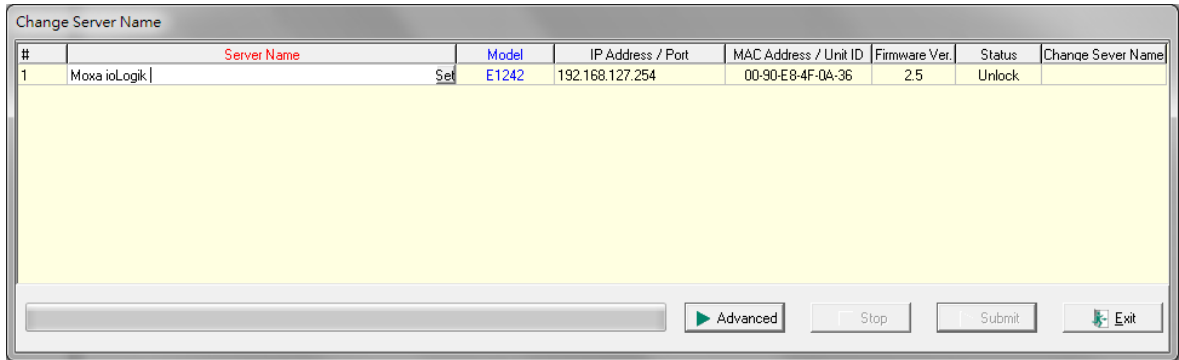 Change Server Name
# Server Name Model IP Address / Port MAC Address / Unit ID Firmware Ver. Status Change Sever Name
1 Moxa ioLogik Set E1242 192.168.127.254 00-90-E8-4F-0A-36 2.5 Unlock
Advanced Stop Submit Exit